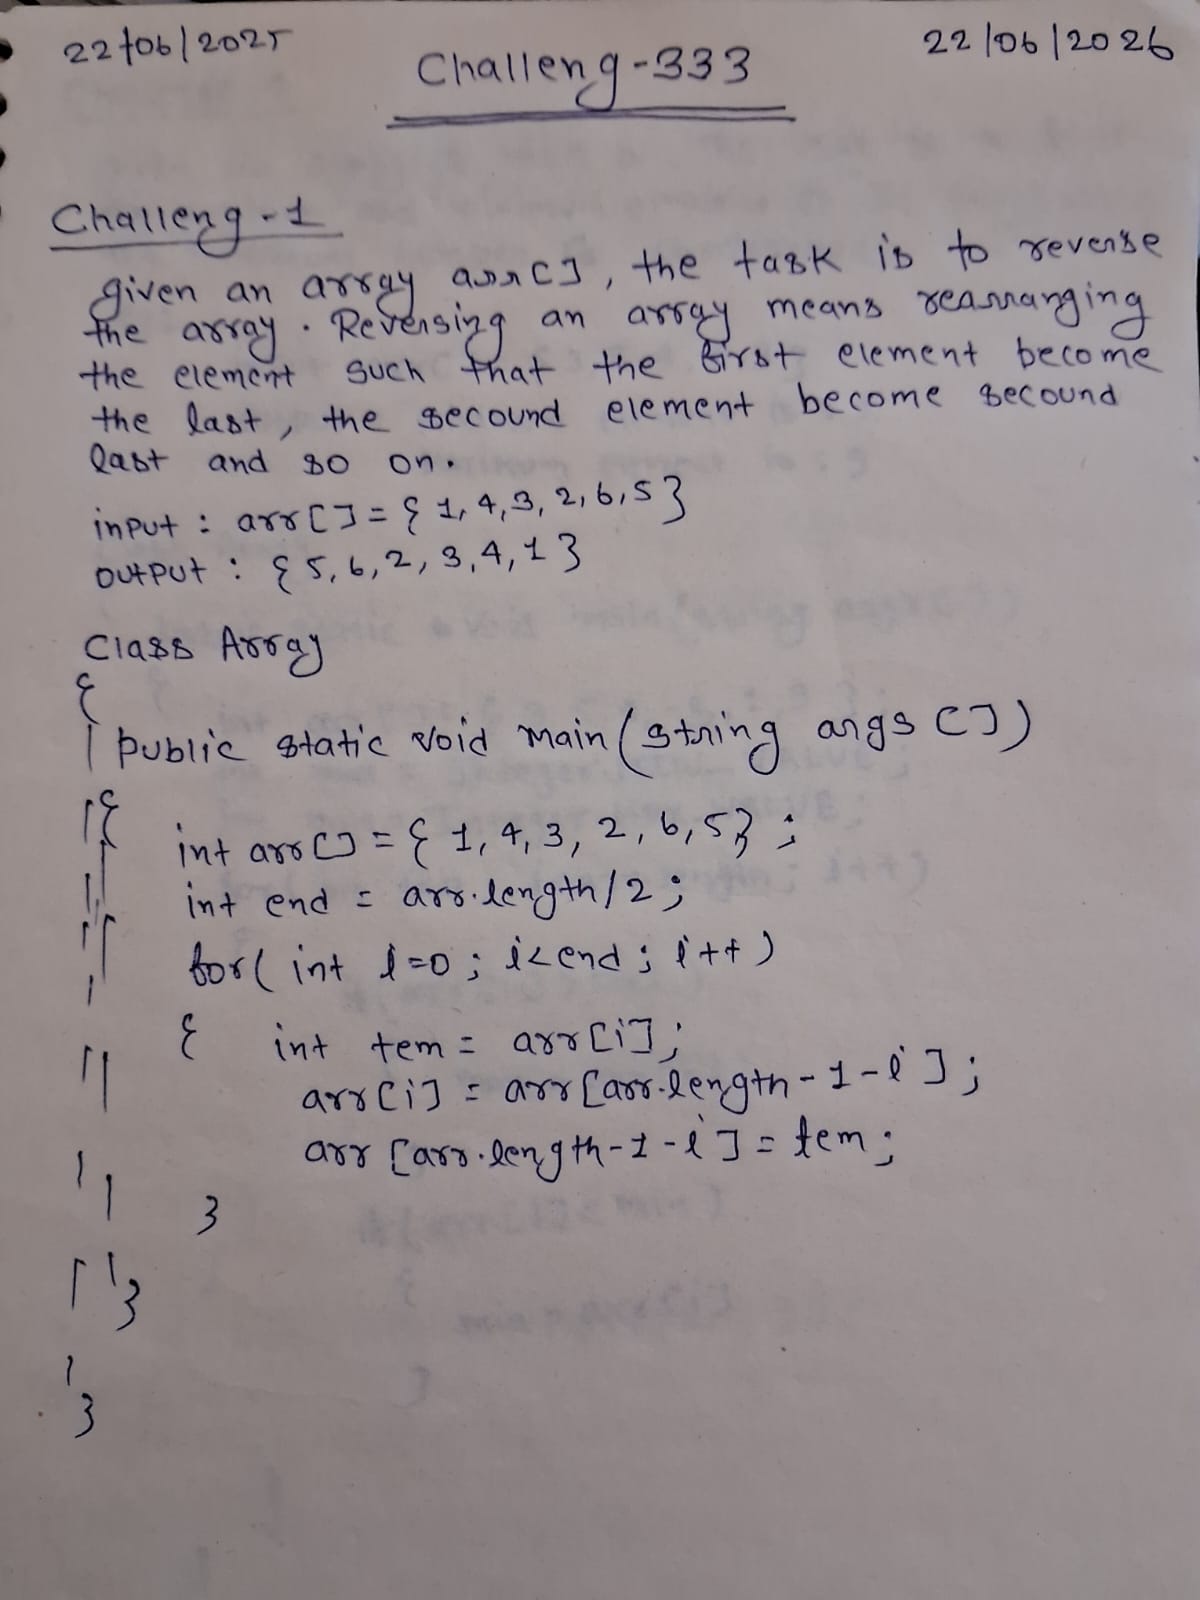 22/06/2025 22/06/2026
Challeng-333
Challeng-1
given an array arr[], the task is to reverse
the array. Reversing an array means rearranging
the element such that the first element become
the last, the secound element become secound
last and so on.
input : arr[] = {1,4,3,2,6,5}
output : {5,6,2,3,4,1}
Class Array
{
public static void main(string args[])
{
int arr[] = {1,4,3,2,6,5};
int end = arr.length/2;
for(int i=0; i<end; i++)
{ int tem = arr[i];
arr[i] = arr[arr.length-1-i];
arr[arr.length-1-i] = tem;
}
}
}